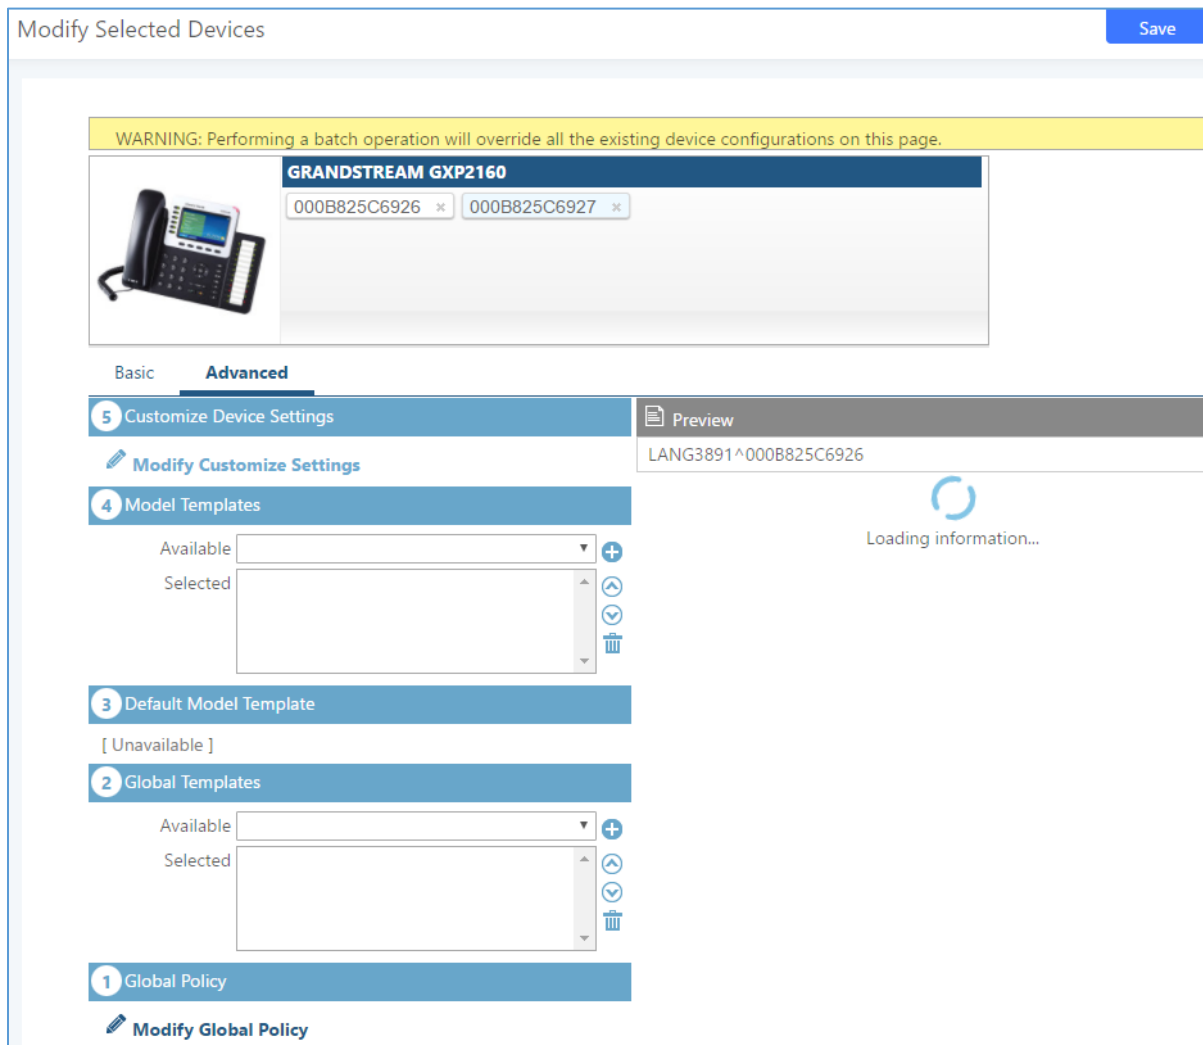 Modify Selected Devices
Save
WARNING: Performing a batch operation will override all the existing device configurations on this page.
GRANDSTREAM GXP2160
000B825C6926 × 000B825C6927 ×
Basic Advanced
5 Customize Device Settings
Modify Customize Settings
4 Model Templates
Available
Selected
3 Default Model Template
[ Unavailable ]
2 Global Templates
Available
Selected
1 Global Policy
Modify Global Policy
Preview
LANG3891^000B825C6926
Loading information...